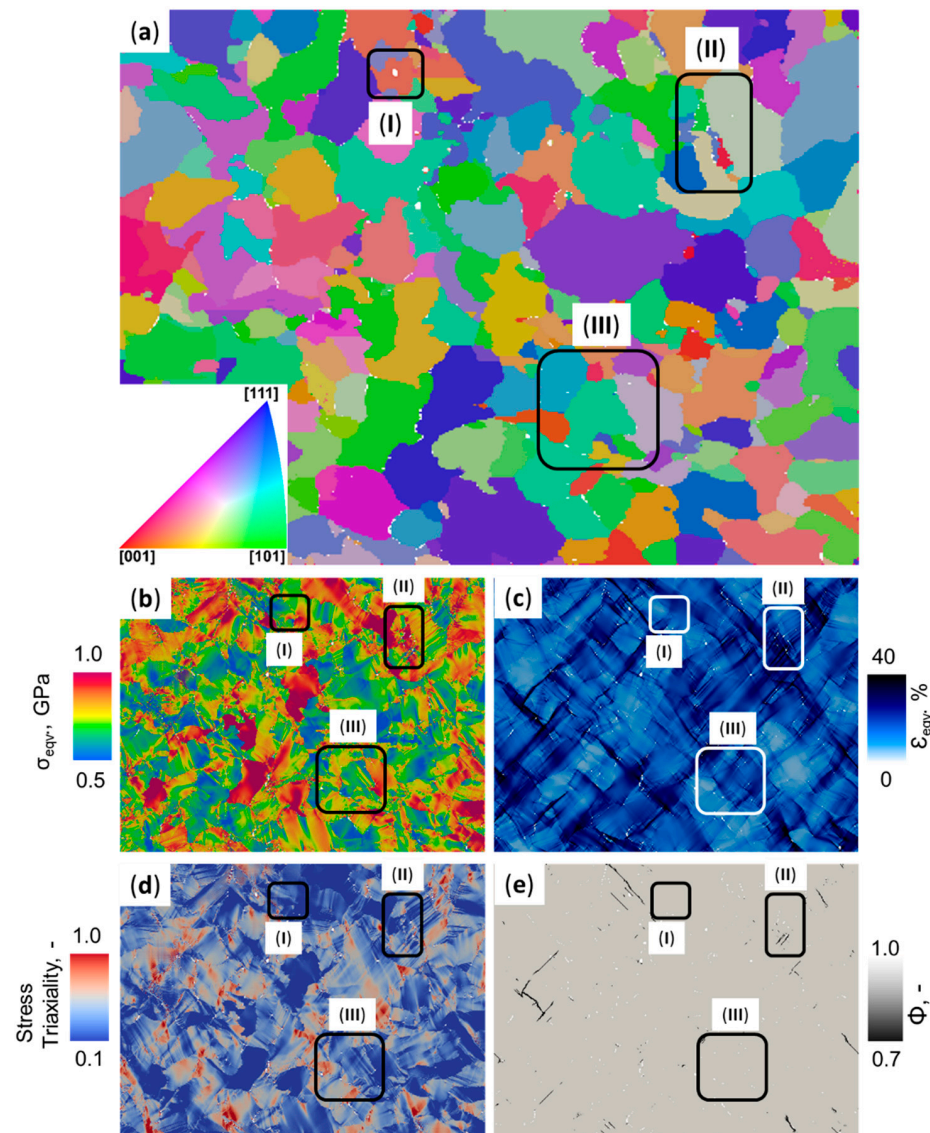 (a)
(I)
(II)
(III)
[111]
[001]
[101]
(b)
(I)
(II)
(III)
1.0
σeqv., GPa
0.5
(c)
(I)
(II)
(III)
40
εeqv. %
0
(d)
(I)
(II)
(III)
1.0
Stress
Triaxiality, -
0.1
(e)
(I)
(II)
(III)
1.0
Φ, -
0.7